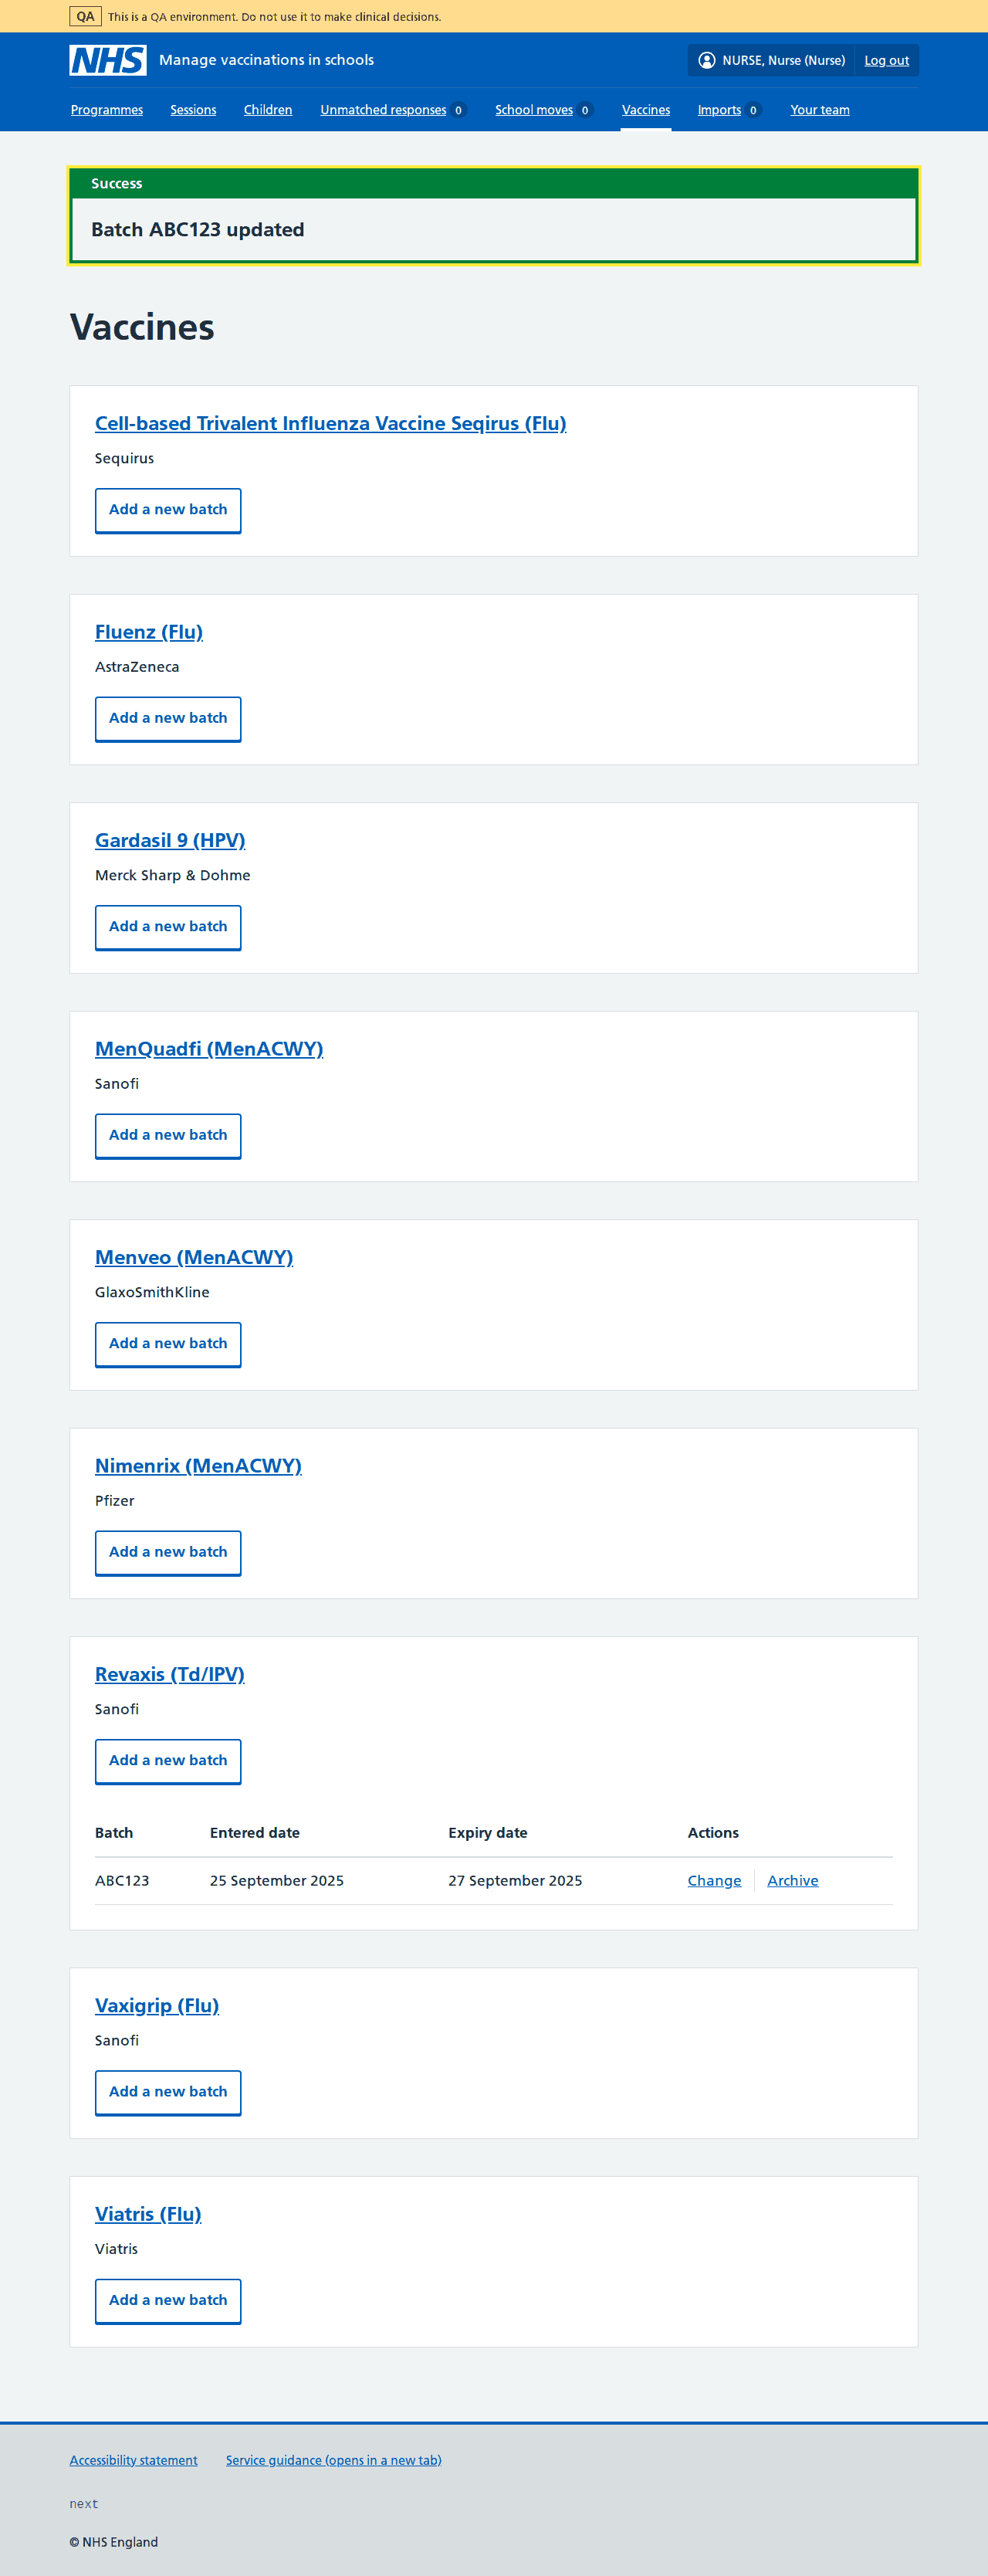 QA This is a QA environment. Do not use it to make clinical decisions.
NHS Manage vaccinations in schools NURSE, Nurse (Nurse) Log out
Programmes Sessions Children Unmatched responses 0 School moves 0 Vaccines Imports 0 Your team
Success
Batch ABC123 updated
Vaccines
Cell-based Trivalent Influenza Vaccine Seqirus (Flu)
Sequirus
Add a new batch
Fluenz (Flu)
AstraZeneca
Add a new batch
Gardasil 9 (HPV)
Merck Sharp & Dohme
Add a new batch
MenQuadfi (MenACWY)
Sanofi
Add a new batch
Menveo (MenACWY)
GlaxoSmithKline
Add a new batch
Nimenrix (MenACWY)
Pfizer
Add a new batch
Revaxis (Td/IPV)
Sanofi
Add a new batch
Batch Entered date Expiry date Actions
ABC123 25 September 2025 27 September 2025 Change Archive
Vaxigrip (Flu)
Sanofi
Add a new batch
Viatris (Flu)
Viatris
Add a new batch
Accessibility statement Service guidance (opens in a new tab)
next
© NHS England